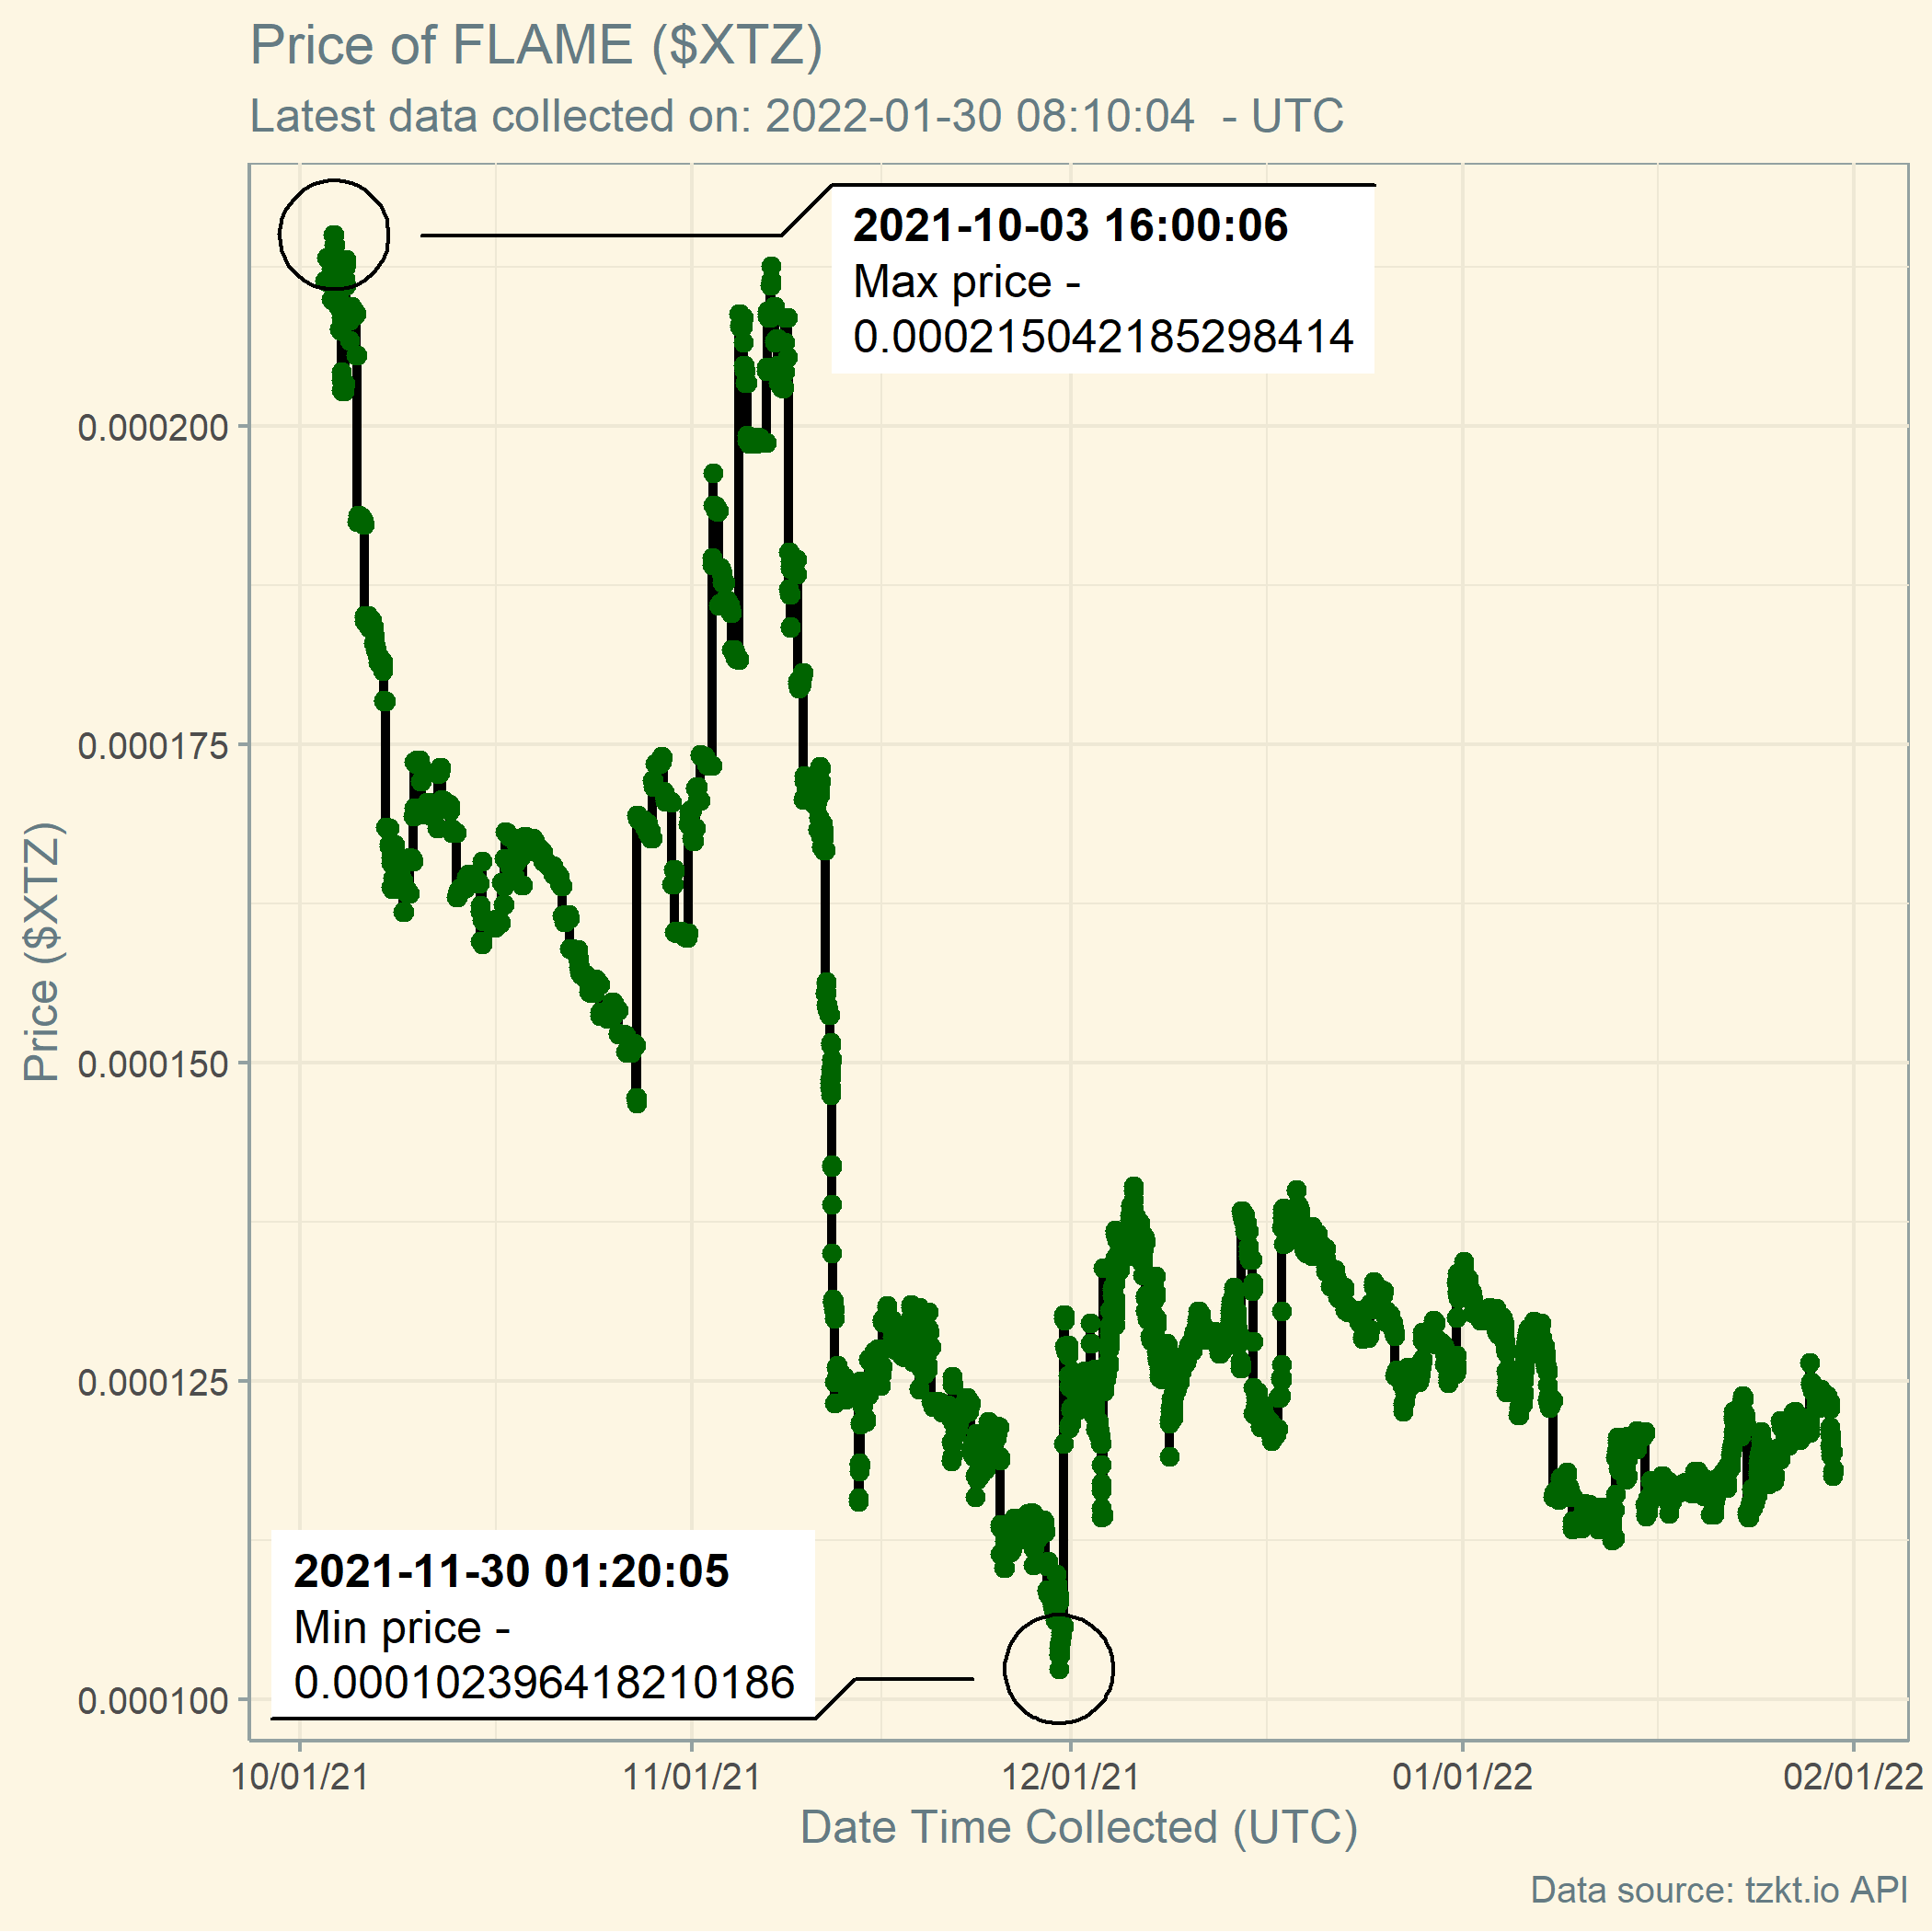 Price of FLAME ($XTZ)
Latest data collected on: 2022-01-30 08:10:04  - UTC
2021-10-03 16:00:06
Max price -
0.000215042185298414
0.000200
0.000175
0.000150
0.000125
0.000100
Price ($XTZ)
2021-11-30 01:20:05
Min price -
0.000102396418210186
10/01/21
11/01/21
12/01/21
01/01/22
02/01/22
Date Time Collected (UTC)
Data source: tzkt.io API